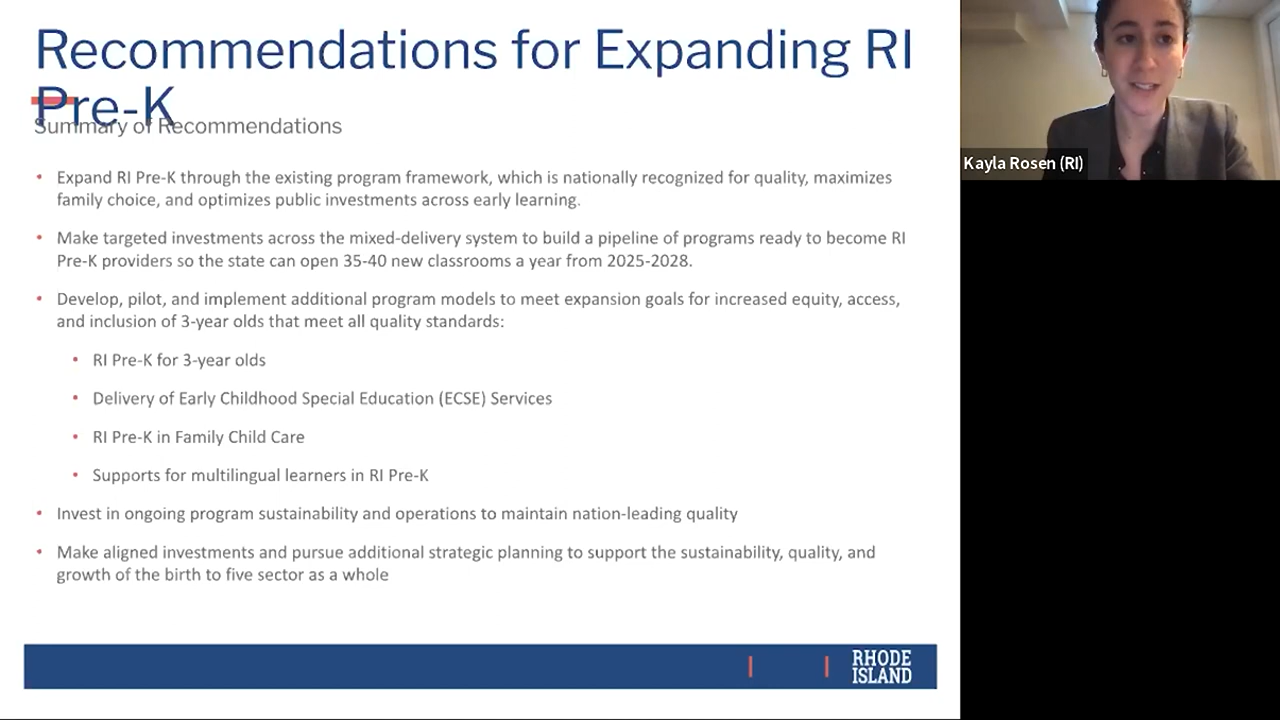 Recommendations for Expanding RI
Pre-K
Summary of Recommendations
• Expand RI Pre-K through the existing program framework, which is nationally recognized for quality, maximizes
family choice, and optimizes public investments across early learning.
• Make targeted investments across the mixed-delivery system to build a pipeline of programs ready to become RI
Pre-K providers so the state can open 35-40 new classrooms a year from 2025-2028.
• Develop, pilot, and implement additional program models to meet expansion goals for increased equity, access,
and inclusion of 3-year olds that meet all quality standards:
• RI Pre-K for 3-year olds
• Delivery of Early Childhood Special Education (ECSE) Services
• RI Pre-K in Family Child Care
• Supports for multilingual learners in RI Pre-K
• Invest in ongoing program sustainability and operations to maintain nation-leading quality
• Make aligned investments and pursue additional strategic planning to support the sustainability, quality, and
growth of the birth to five sector as a whole
RHODE
ISLAND
Kayla Rosen (RI)